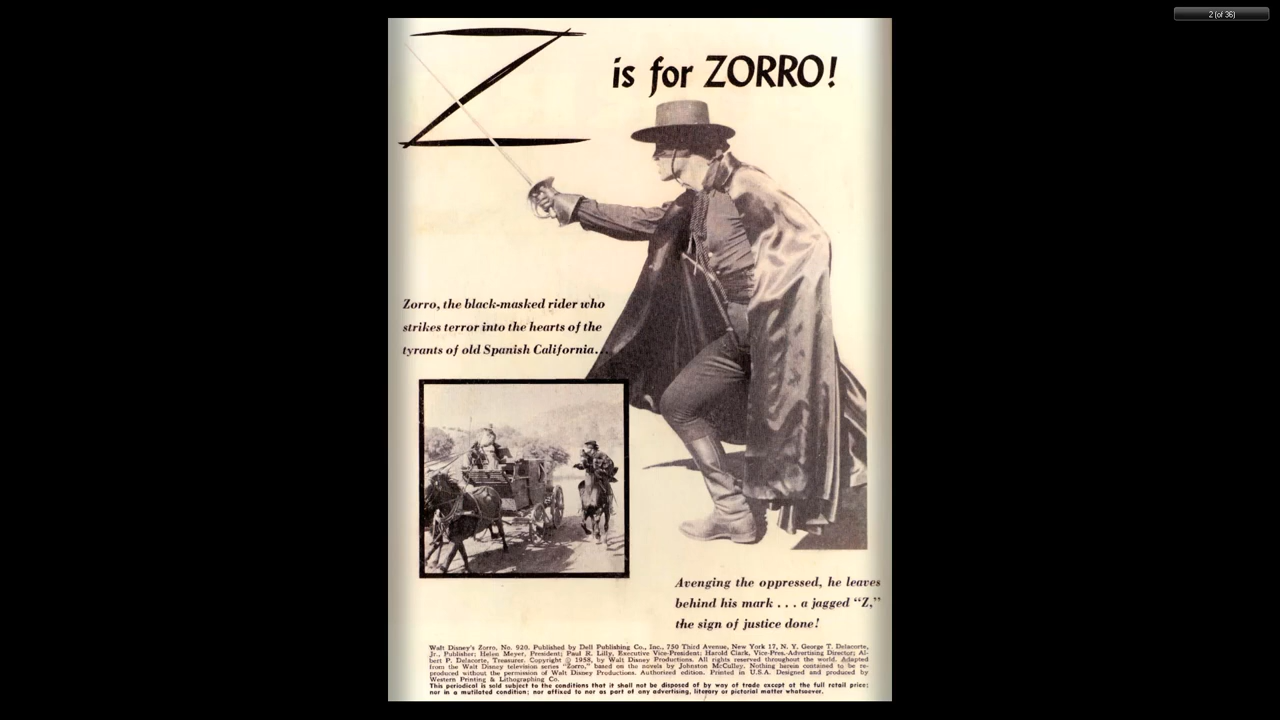 2 (of 36)
Z is for ZORRO!
Zorro, the black-masked rider who
strikes terror into the hearts of the
tyrants of old Spanish California...
Avenging the oppressed, he leaves
behind his mark . . . a jagged “Z,”
the sign of justice done!
Walt Disney's Zorro, No. 920. Published by Dell Publishing Co., Inc., 750 Third Avenue, New York 17, N. Y. George T. Delacorte,
Jr., Publisher; Helen Meyer, President; Paul R. Lilly, Executive Vice-President; Harold Clark, Vice-Pres.-Advertising Director; Al-
bert P. Delacorte, Treasurer. Copyright © 1958, by Walt Disney Productions. All rights reserved throughout the world. Adapted
from the Walt Disney television series "Zorro," based on the novels by Johnston McCulley. Nothing herein contained to be re-
produced without the permission of Walt Disney Productions. Authorized edition. Printed in U.S.A. Designed and produced by
Western Printing & Lithographing Co.
This periodical is sold subject to the conditions that it shall not be disposed of by way of trade except at the full retail price;
nor in a mutilated condition; nor affixed to nor as part of any advertising, literary or pictorial matter whatsoever.